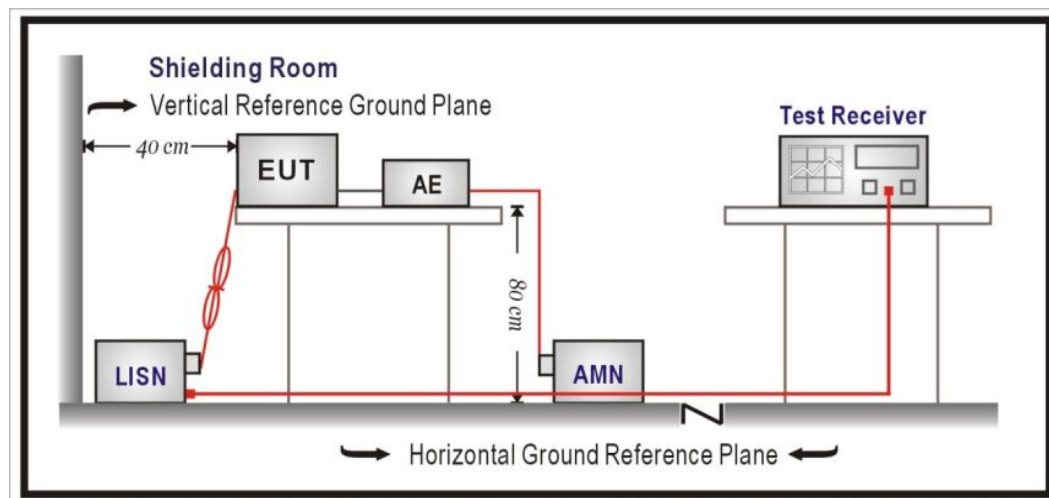 Shielding Room
Vertical Reference Ground Plane
Test Receiver
40 cm
EUT
AE
80 cm
LISN
AMN
Horizontal Ground Reference Plane